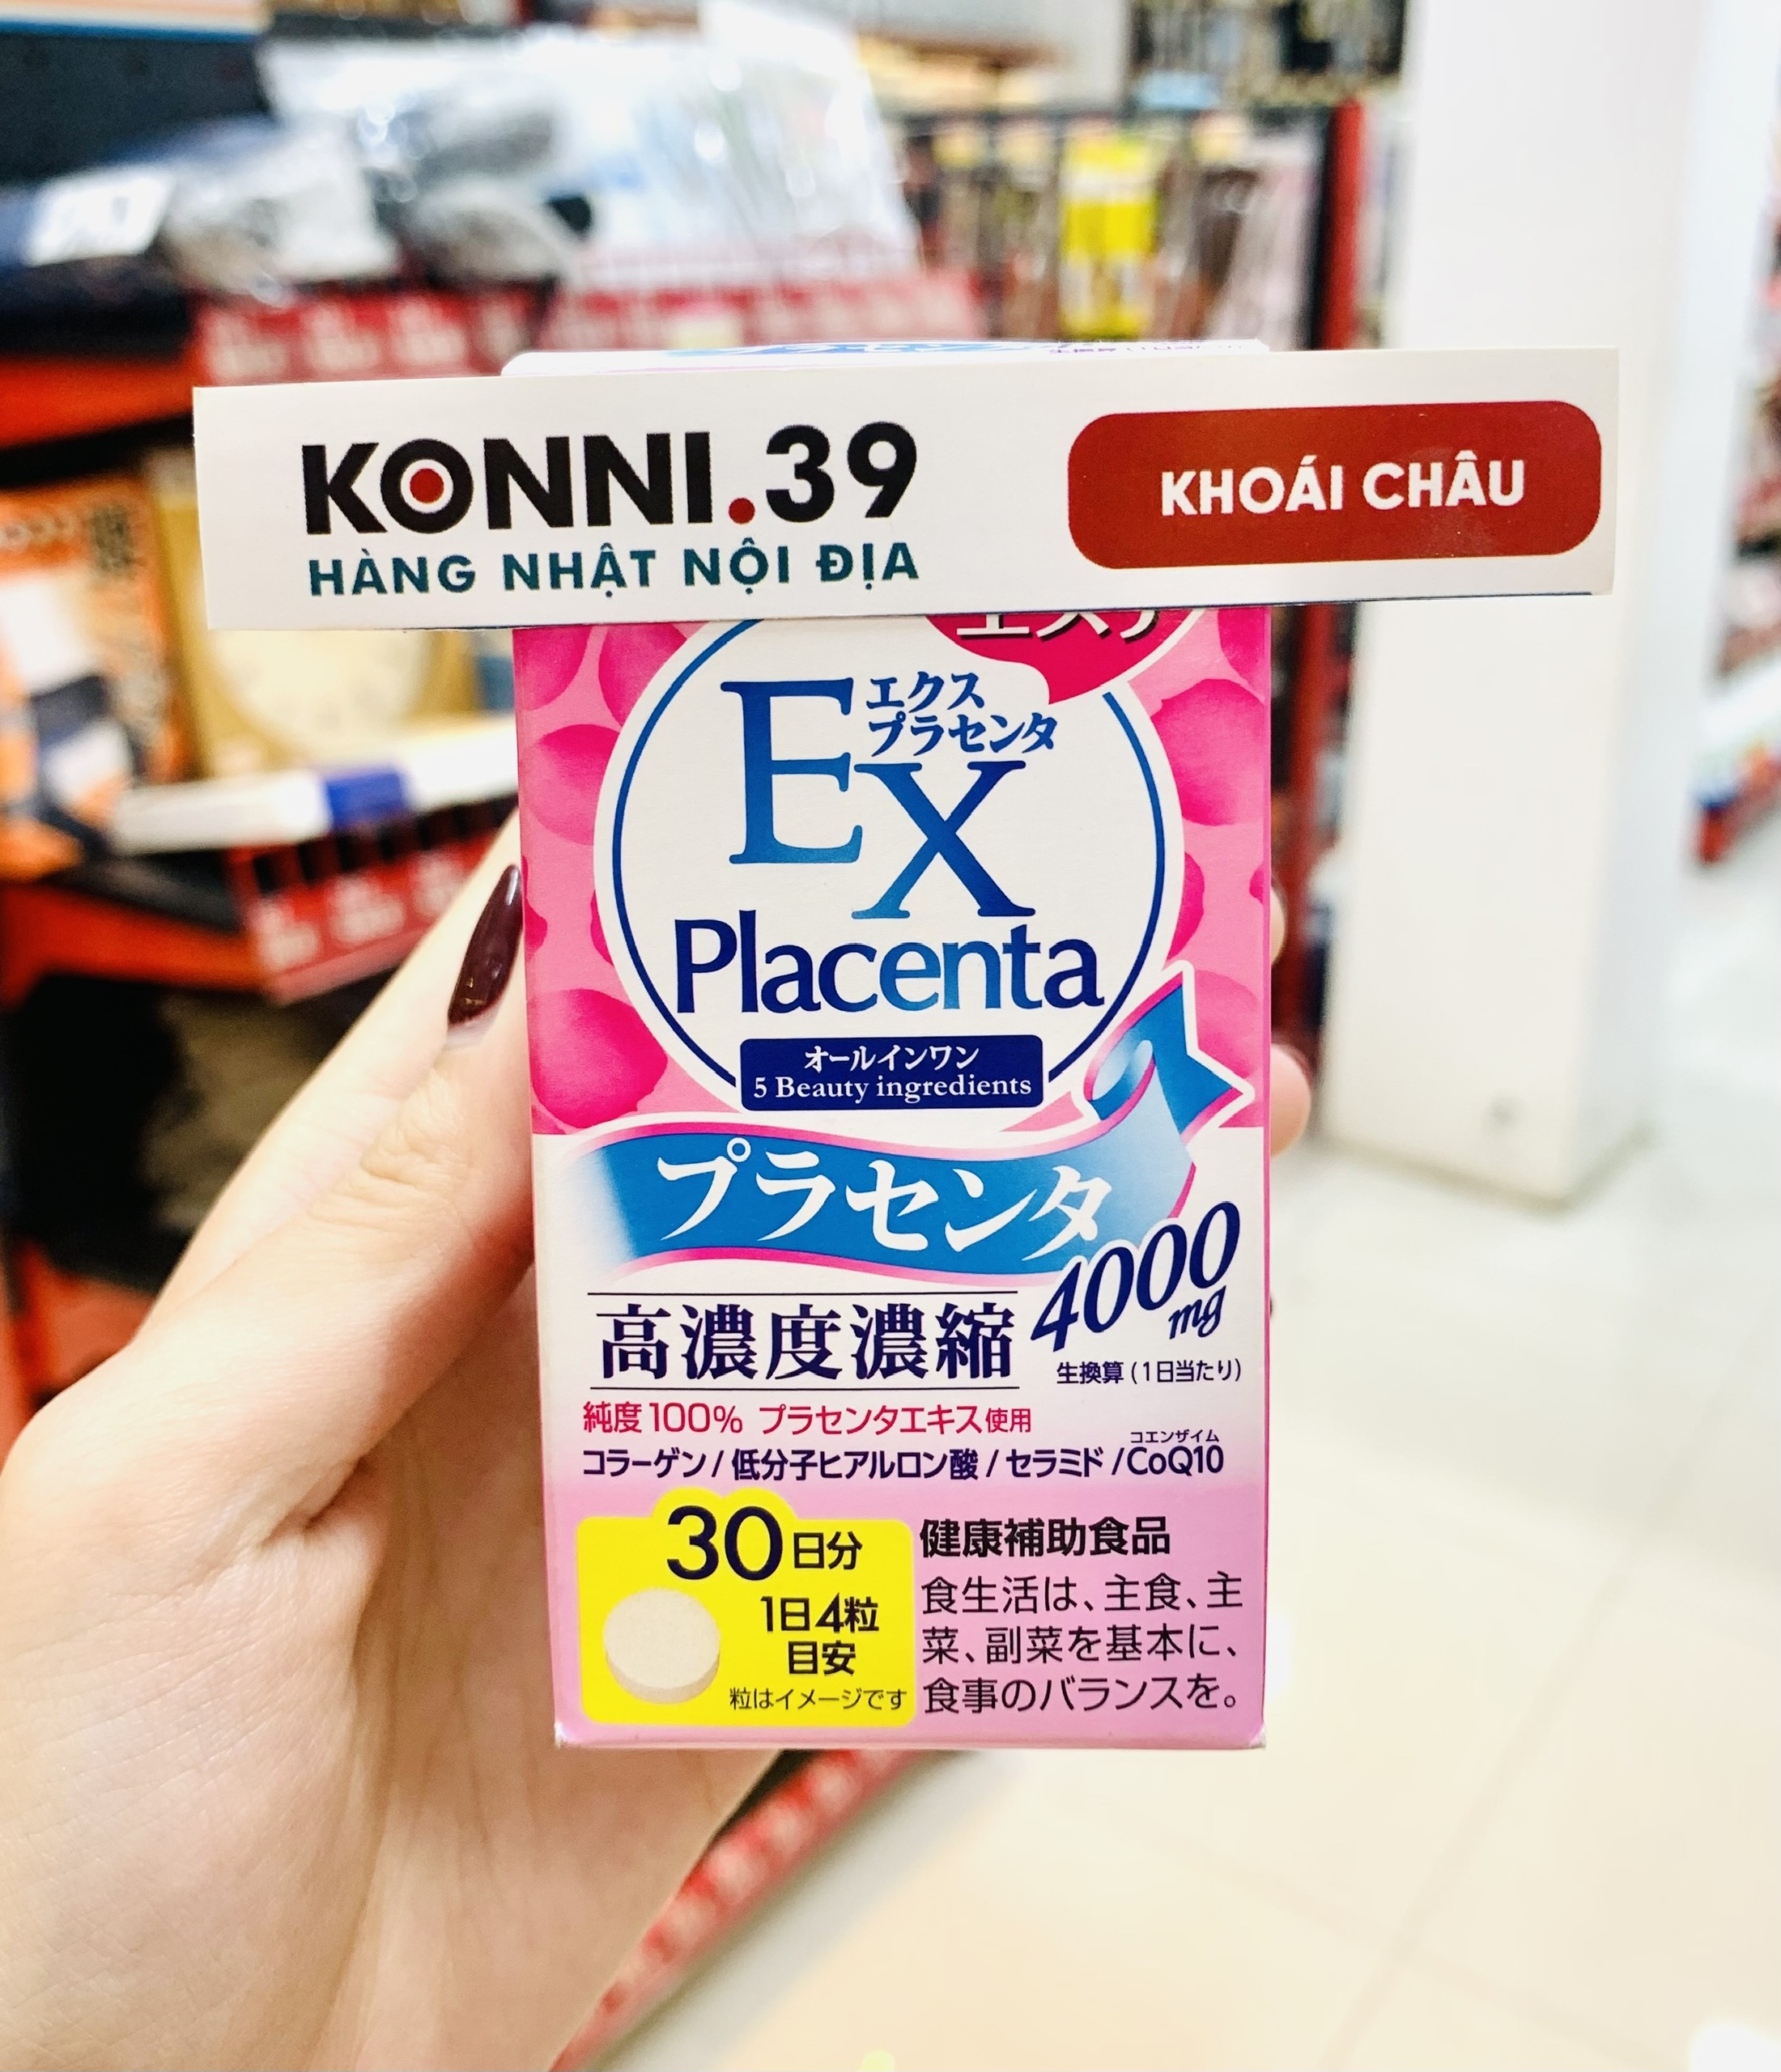 KONNI.39
HÀNG NHẬT NỘI ĐỊA
KHOÁI CHÂU
エクス
プラセンタ
EX
Placenta
オールインワン
5 Beauty ingredients
プラセンタ
4000
mg
高濃度濃縮
生換算(1日当たり)
純度100% プラセンタエキス使用
コエンザイム
コラーゲン/低分子ヒアルロン酸/セラミド/CoQ10
30日分
1日4粒
目安
粒はイメージです
健康補助食品
食生活は、主食、主
菜、副菜を基本に、
食事のバランスを。